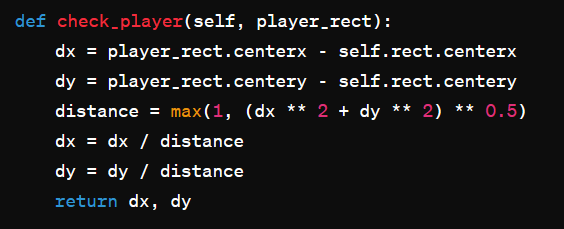 def check_player(self, player_rect):
    dx = player_rect.centerx - self.rect.centerx
    dy = player_rect.centery - self.rect.centery
    distance = max(1, (dx ** 2 + dy ** 2) ** 0.5)
    dx = dx / distance
    dy = dy / distance
    return dx, dy